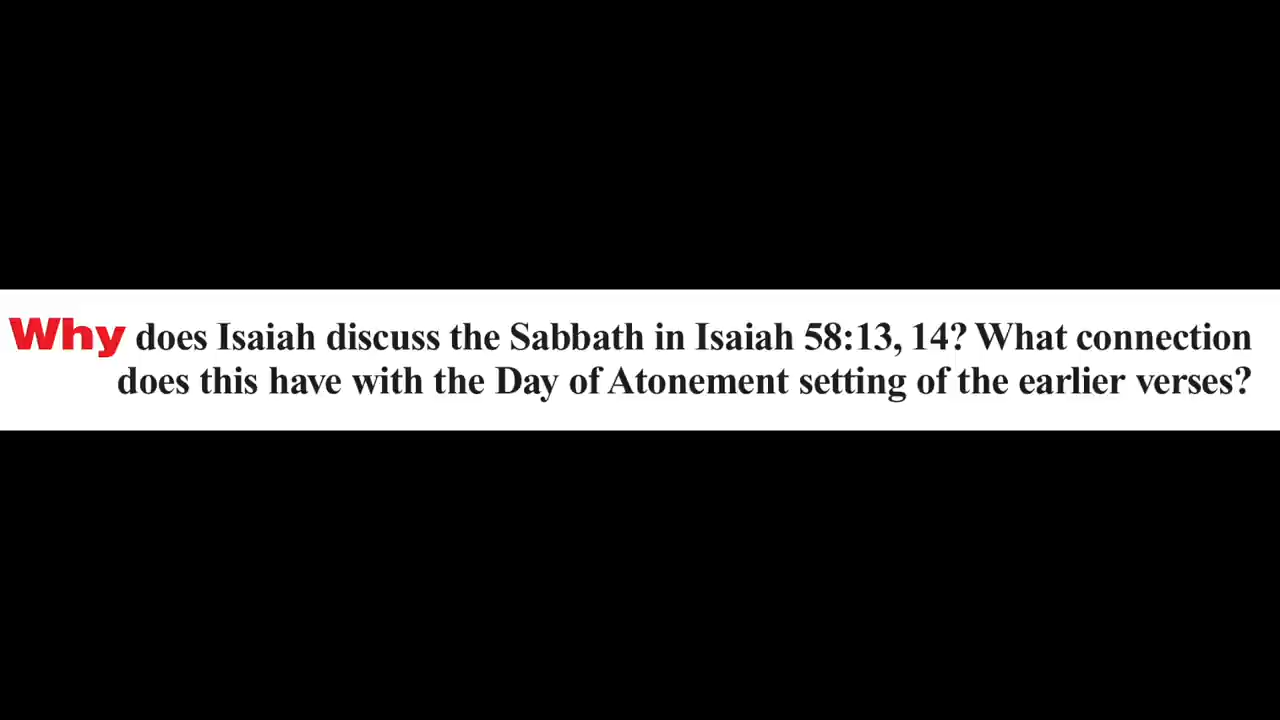 Why does Isaiah discuss the Sabbath in Isaiah 58:13, 14? What connection
does this have with the Day of Atonement setting of the earlier verses?